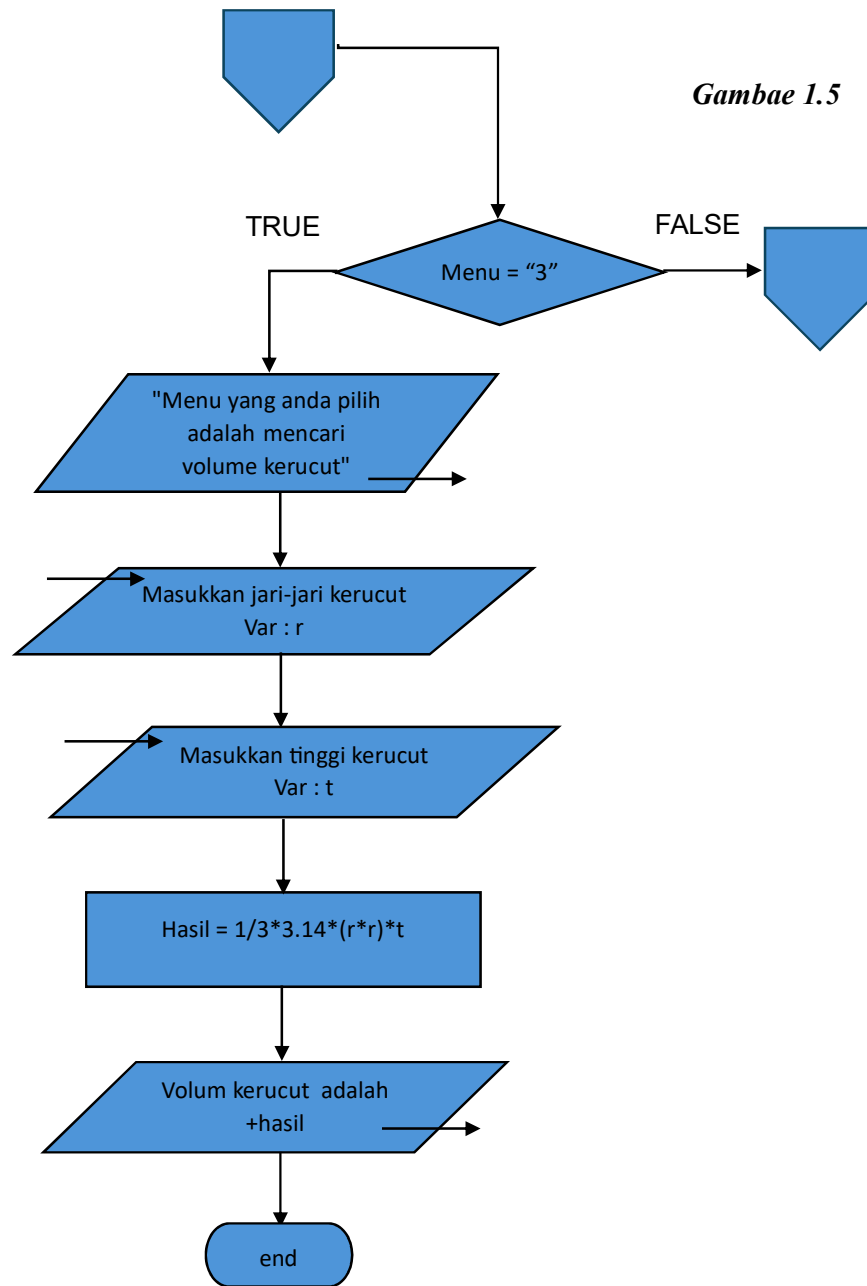 Gambae 1.5
TRUE
FALSE
Menu = “3”
"Menu yang anda pilih
adalah mencari
volume kerucut"
Masukkan jari-jari kerucut
Var : r
Masukkan tinggi kerucut
Var : t
Hasil = 1/3*3.14*(r*r)*t
Volum kerucut  adalah
+hasil
end